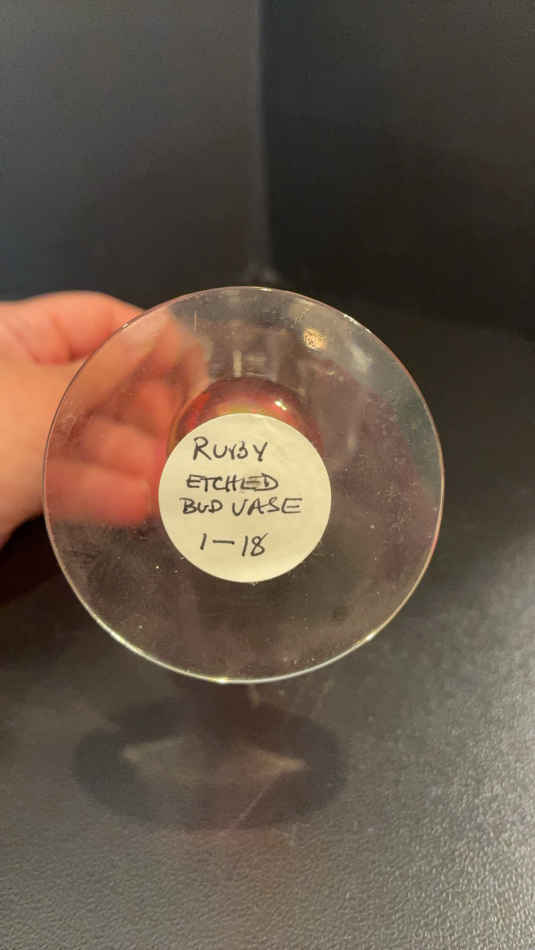 RUBY
ETCHED
BUD VASE
1-18